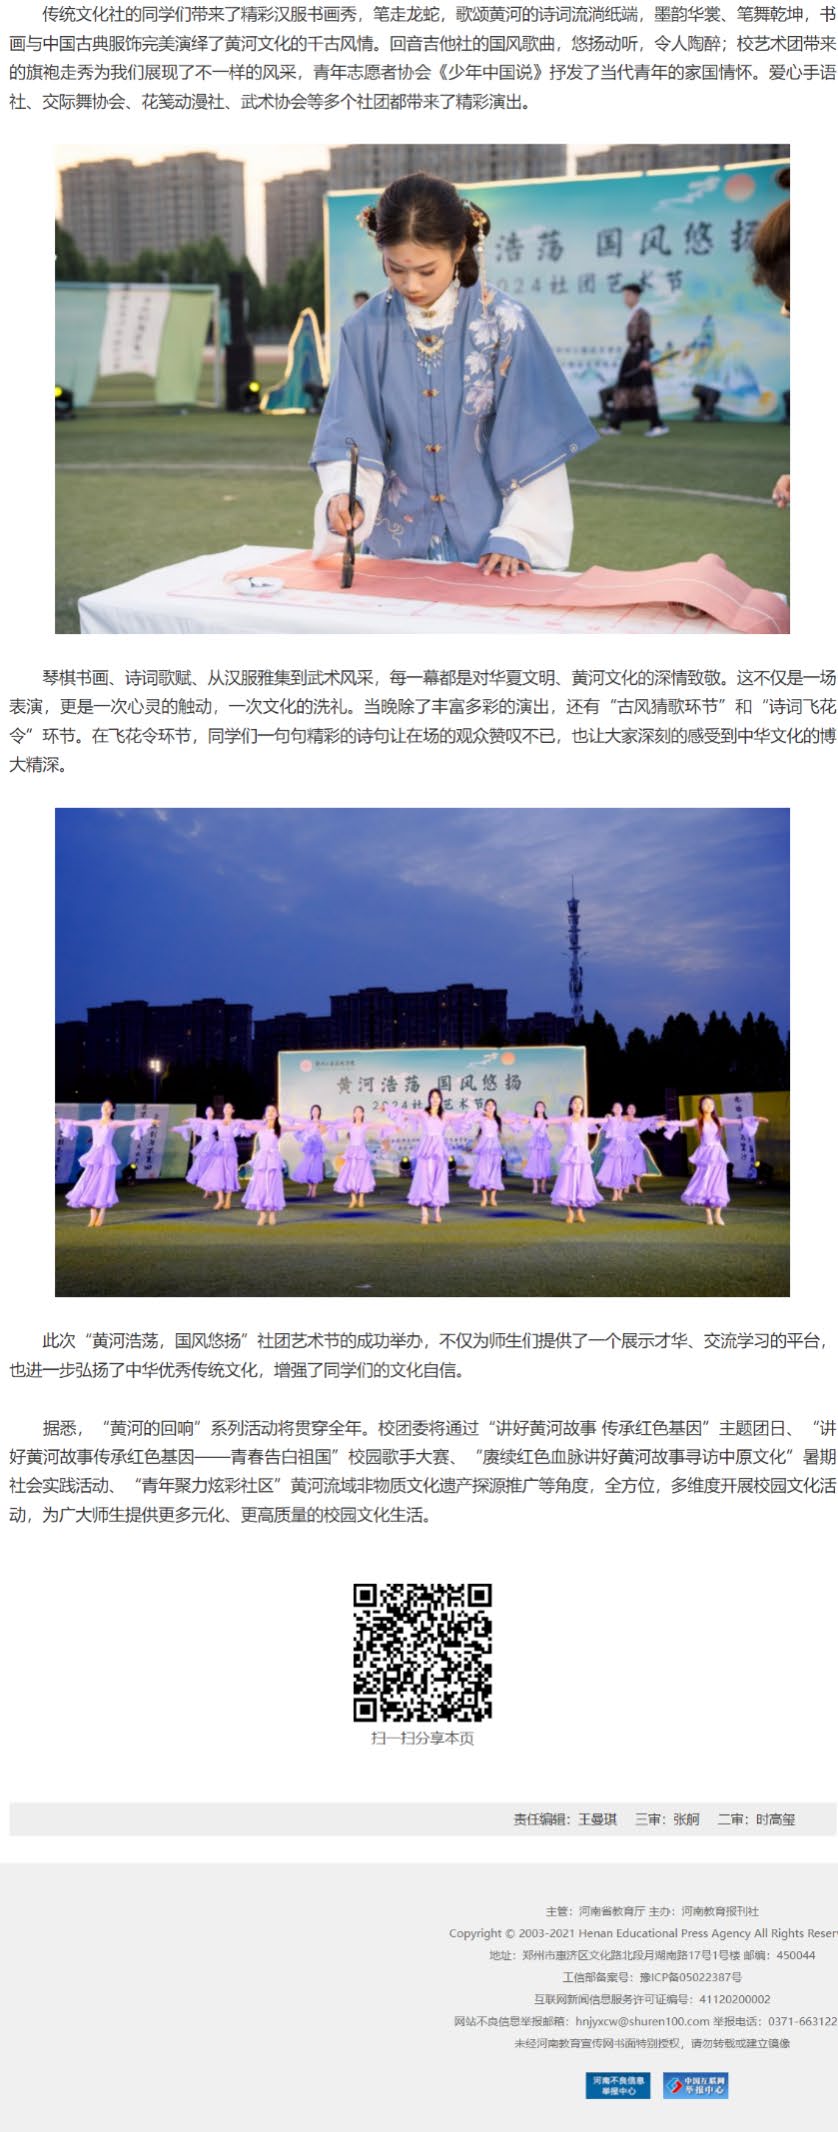 传统文化社的同学们带来了精彩汉服书画秀，笔走龙蛇，歌颂黄河的诗词流淌纸端，墨韵华裳、笔舞乾坤，书
画与中国古典服饰完美演绎了黄河文化的千古风情。回音吉他社的国风歌曲，悠扬动听，令人陶醉；校艺术团带来
的旗袍走秀为我们展现了不一样的风采，青年志愿者协会《少年中国说》抒发了当代青年的家国情怀。爱心手语
社、交际舞协会、花笺动漫社、武术协会等多个社团都带来了精彩演出。
浩荡 国风悠扬
2024社团艺术节
琴棋书画、诗词歌赋、从汉服雅集到武术风采，每一幕都是对华夏文明、黄河文化的深情致敬。这不仅是一场
表演，更是一次心灵的触动，一次文化的洗礼。当晚除了丰富多彩的演出，还有“古风猜歌环节”和“诗词飞花
令”环节。在飞花令环节，同学们一句句精彩的诗句让在场的观众赞叹不已，也让大家深刻的感受到中华文化的博
大精深。
黄河浩荡 国风悠扬
2024社团艺术节
此次“黄河浩荡，国风悠扬”社团艺术节的成功举办，不仅为师生们提供了一个展示才华、交流学习的平台，
也进一步弘扬了中华优秀传统文化，增强了同学们的文化自信。
据悉，“黄河的回响”系列活动将贯穿全年。校团委将通过“讲好黄河故事 传承红色基因”主题团日、“讲
好黄河故事传承红色基因——青春告白祖国”校园歌手大赛、“赓续红色血脉讲好黄河故事寻访中原文化”暑期
社会实践活动、“青年聚力炫彩社区”黄河流域非物质文化遗产探源推广等角度，全方位，多维度开展校园文化活
动，为广大师生提供更多元化、更高质量的校园文化生活。
扫一扫分享本页
责任编辑：王曼琪 三审：张舸 二审：时高玺
主管：河南省教育厅 主办：河南教育报刊社
Copyright © 2003-2021 Henan Educational Press Agency All Rights Reser
地址：郑州市惠济区文化路北段月湖南路17号1号楼 邮编：450044
工信部备案号：豫ICP备05022387号
互联网新闻信息服务许可证编号：41120200002
网站不良信息举报邮箱：hnjyxcw@shuren100.com 举报电话：0371-663122
未经河南教育宣传网书面特别授权，请勿转载或建立镜像
河南不良信息
举报中心
中国互联网
举报中心